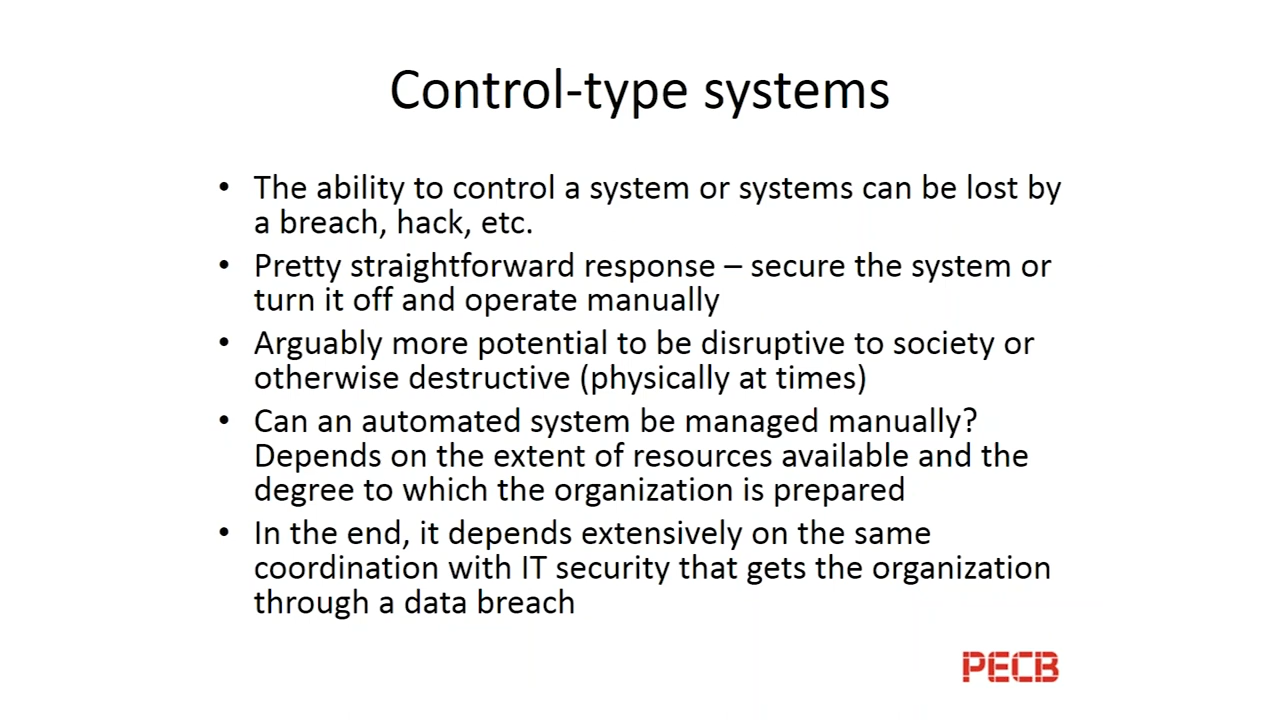 Control-type systems
• The ability to control a system or systems can be lost by
a breach, hack, etc.
• Pretty straightforward response – secure the system or
turn it off and operate manually
• Arguably more potential to be disruptive to society or
otherwise destructive (physically at times)
• Can an automated system be managed manually?
Depends on the extent of resources available and the
degree to which the organization is prepared
• In the end, it depends extensively on the same
coordination with IT security that gets the organization
through a data breach
PECB